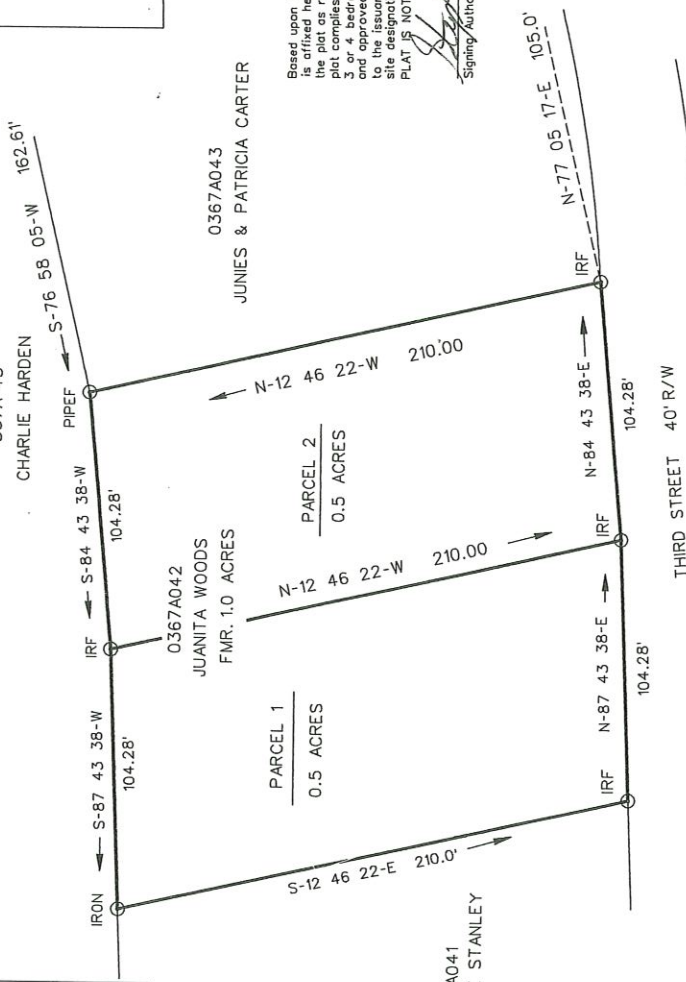 CHARLIE HARDEN
S-76 58 05-W 162.61'
PIPEF
S-84 43 38-W
104.28'
IRF
S-87 43 38-W
104.28'
IRON
0367A043
JUNIES & PATRICIA CARTER
Based upon
is affixed he
the plat as r
plat complies
3 or 4 bedr
and approved
to the issuar
site designat
PLAT IS NOT
Signing Autho
N-12 46 22-W 210.00
PARCEL 2
0.5 ACRES
0367A042
JUANITA WOODS
FMR. 1.0 ACRES
N-12 46 22-W 210.00
PARCEL 1
0.5 ACRES
S-12 46 22-E 210.0'
A041
STANLEY
N-77 05 17-E 105.0'
IRF
N-84 43 38-E
104.28'
IRF
N-87 43 38-E
104.28'
IRF
THIRD STREET 40' R/W